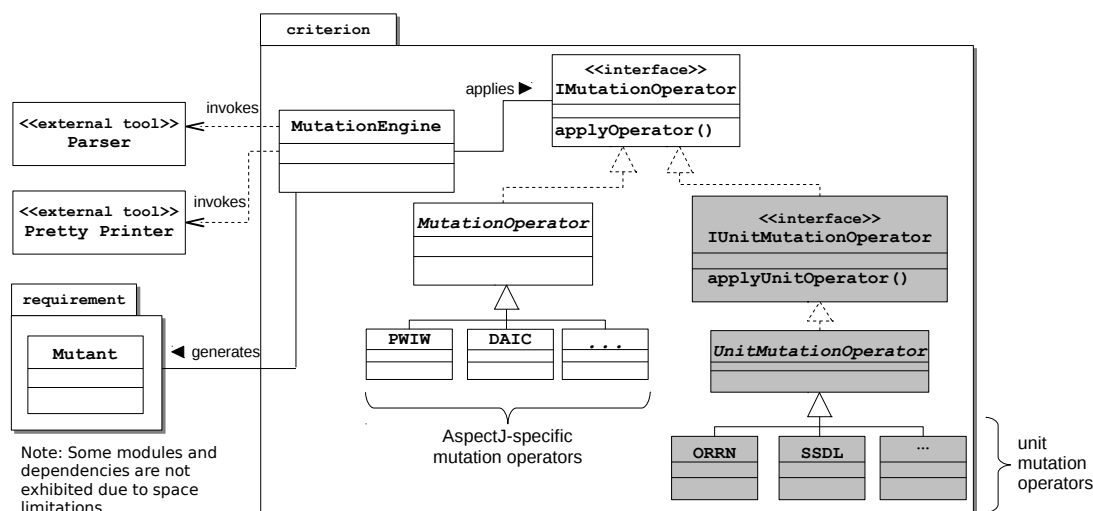 criterion
<<interface>>
IMutationOperator
applyOperator()
applies ►
<<external tool>>
Parser
invokes
MutationEngine
<<external tool>>
Pretty Printer
invokes
MutationOperator
<<interface>>
IUnitMutationOperator
applyUnitOperator()
requirement
Mutant
◄ generates
PWIW
DAIC
...
UnitMutationOperator
AspectJ-specific
mutation operators
ORRN
SSDL
...
unit
mutation
operators
Note: Some modules and
dependencies are not
exhibited due to space
limitations